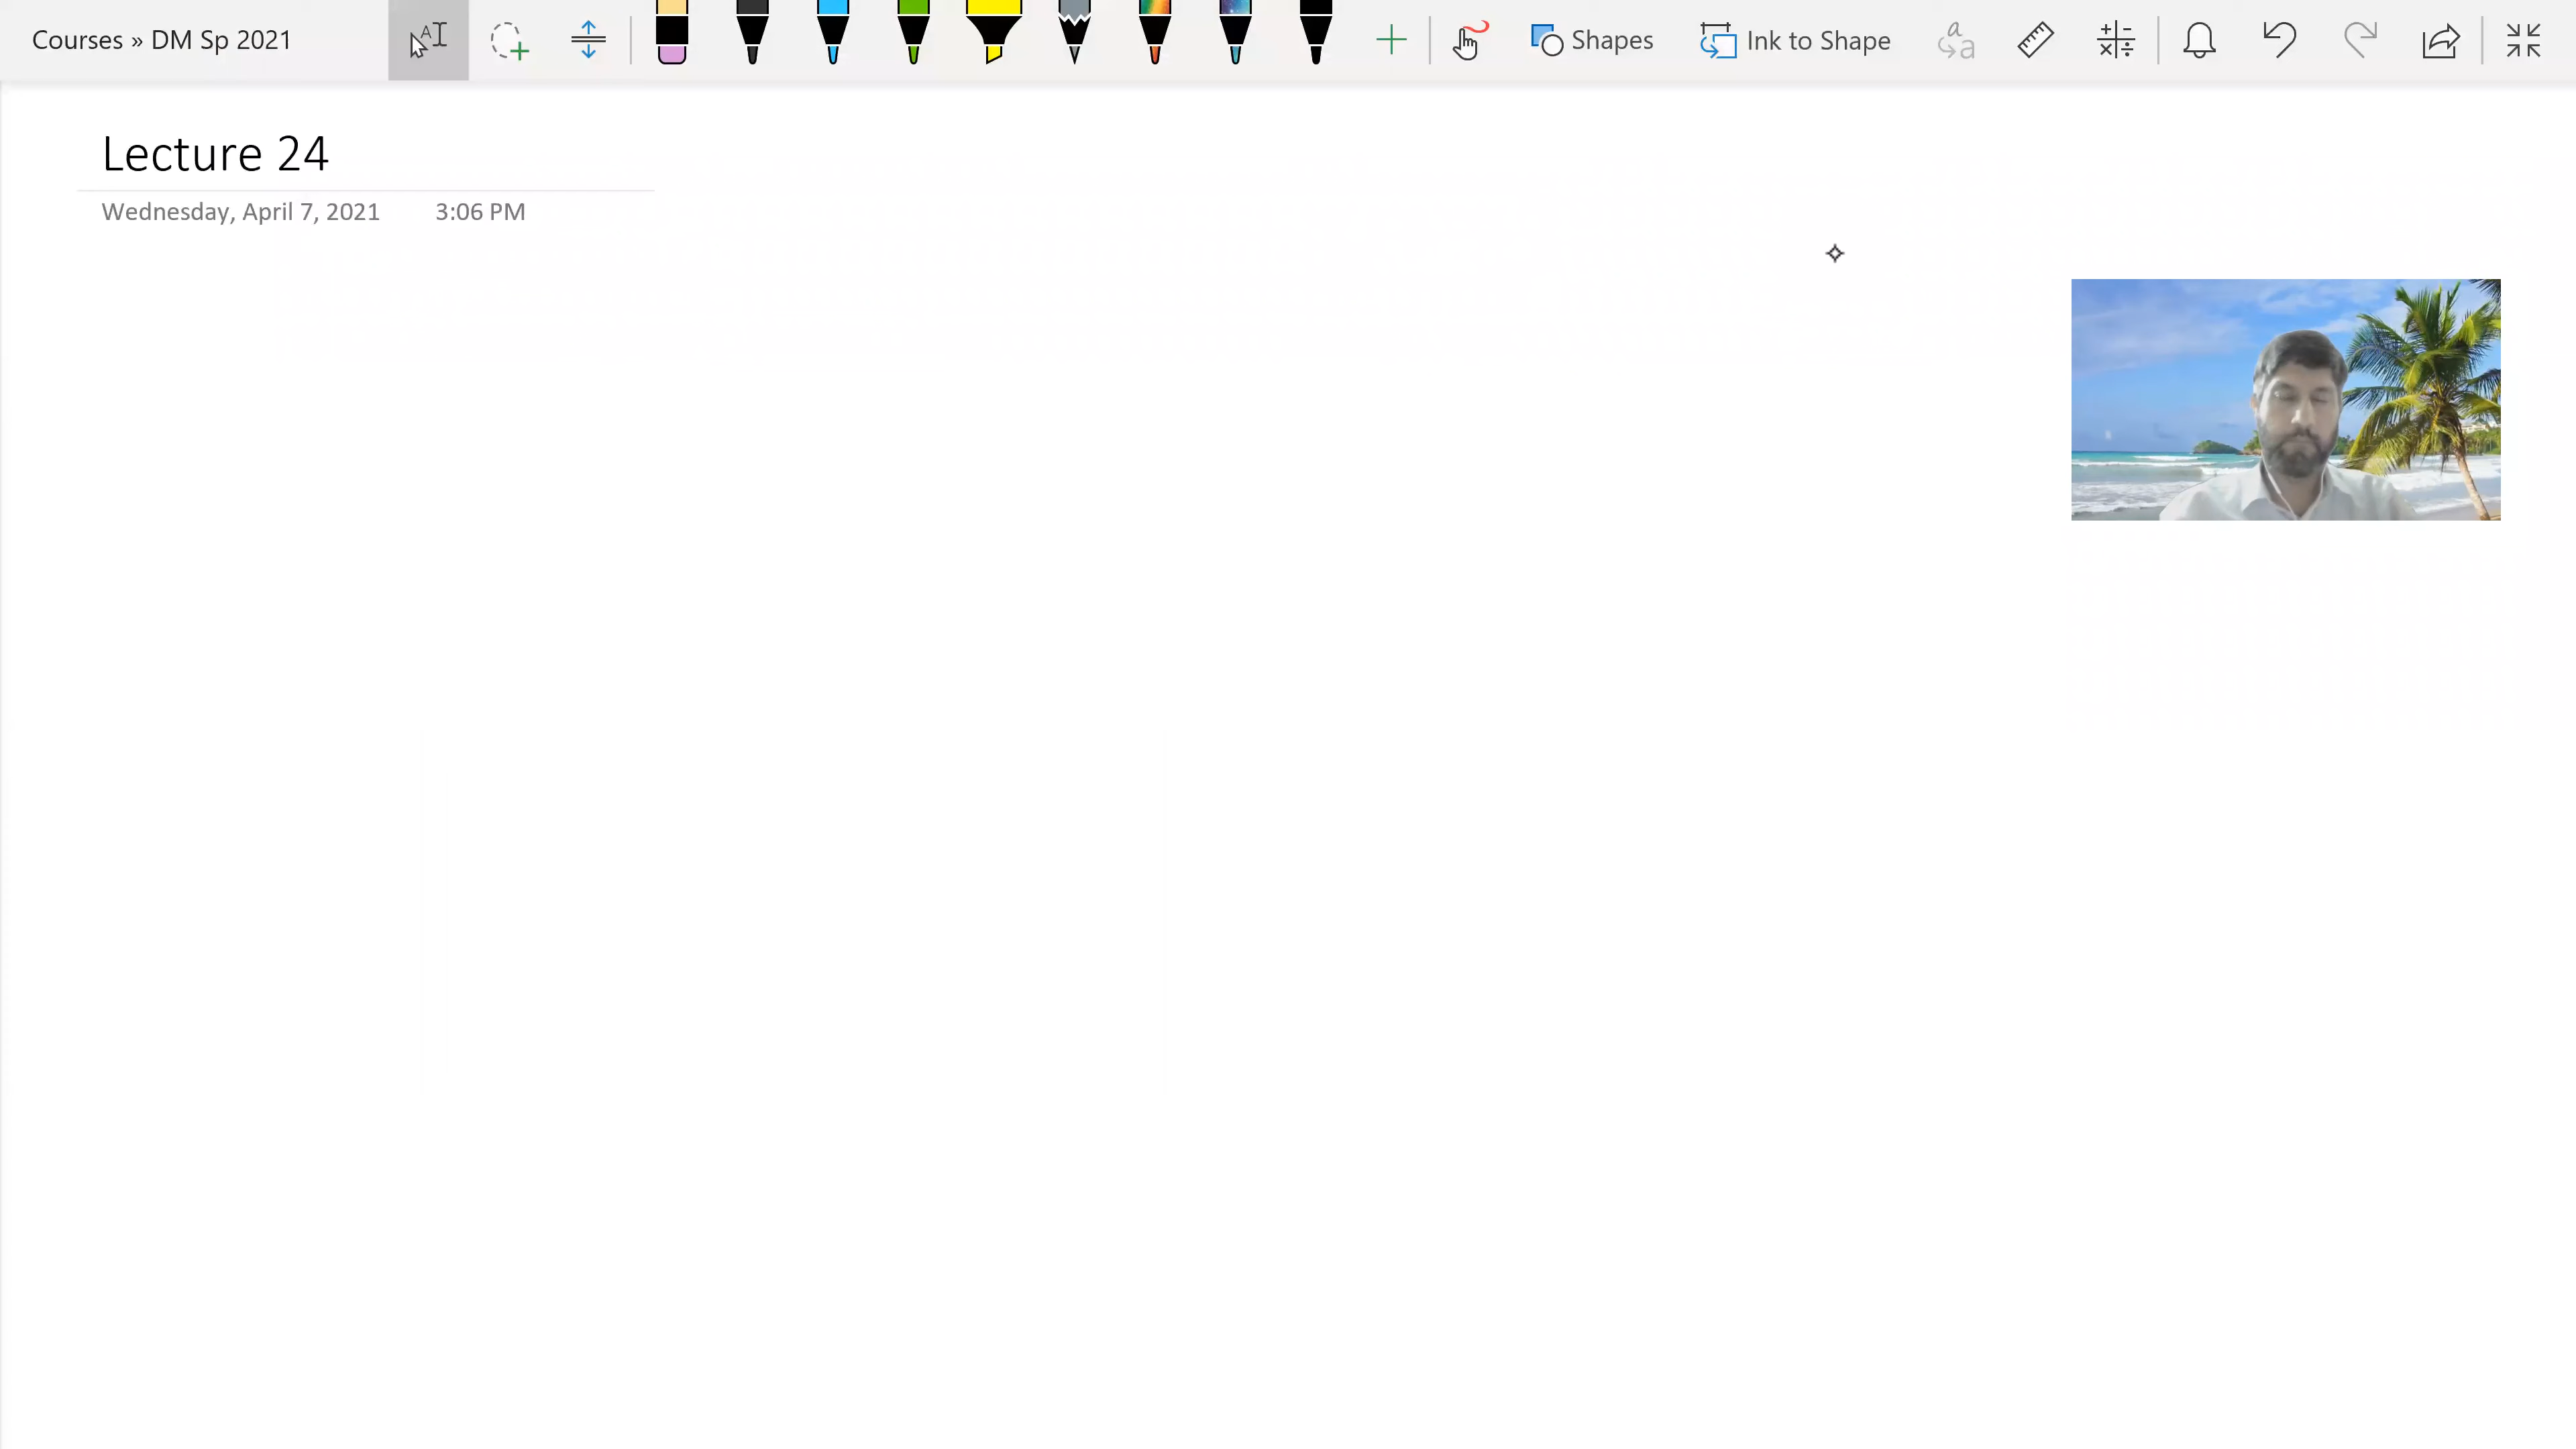 Courses » DM Sp 2021
Shapes
Ink to Shape
Lecture 24
Wednesday, April 7, 2021 3:06 PM